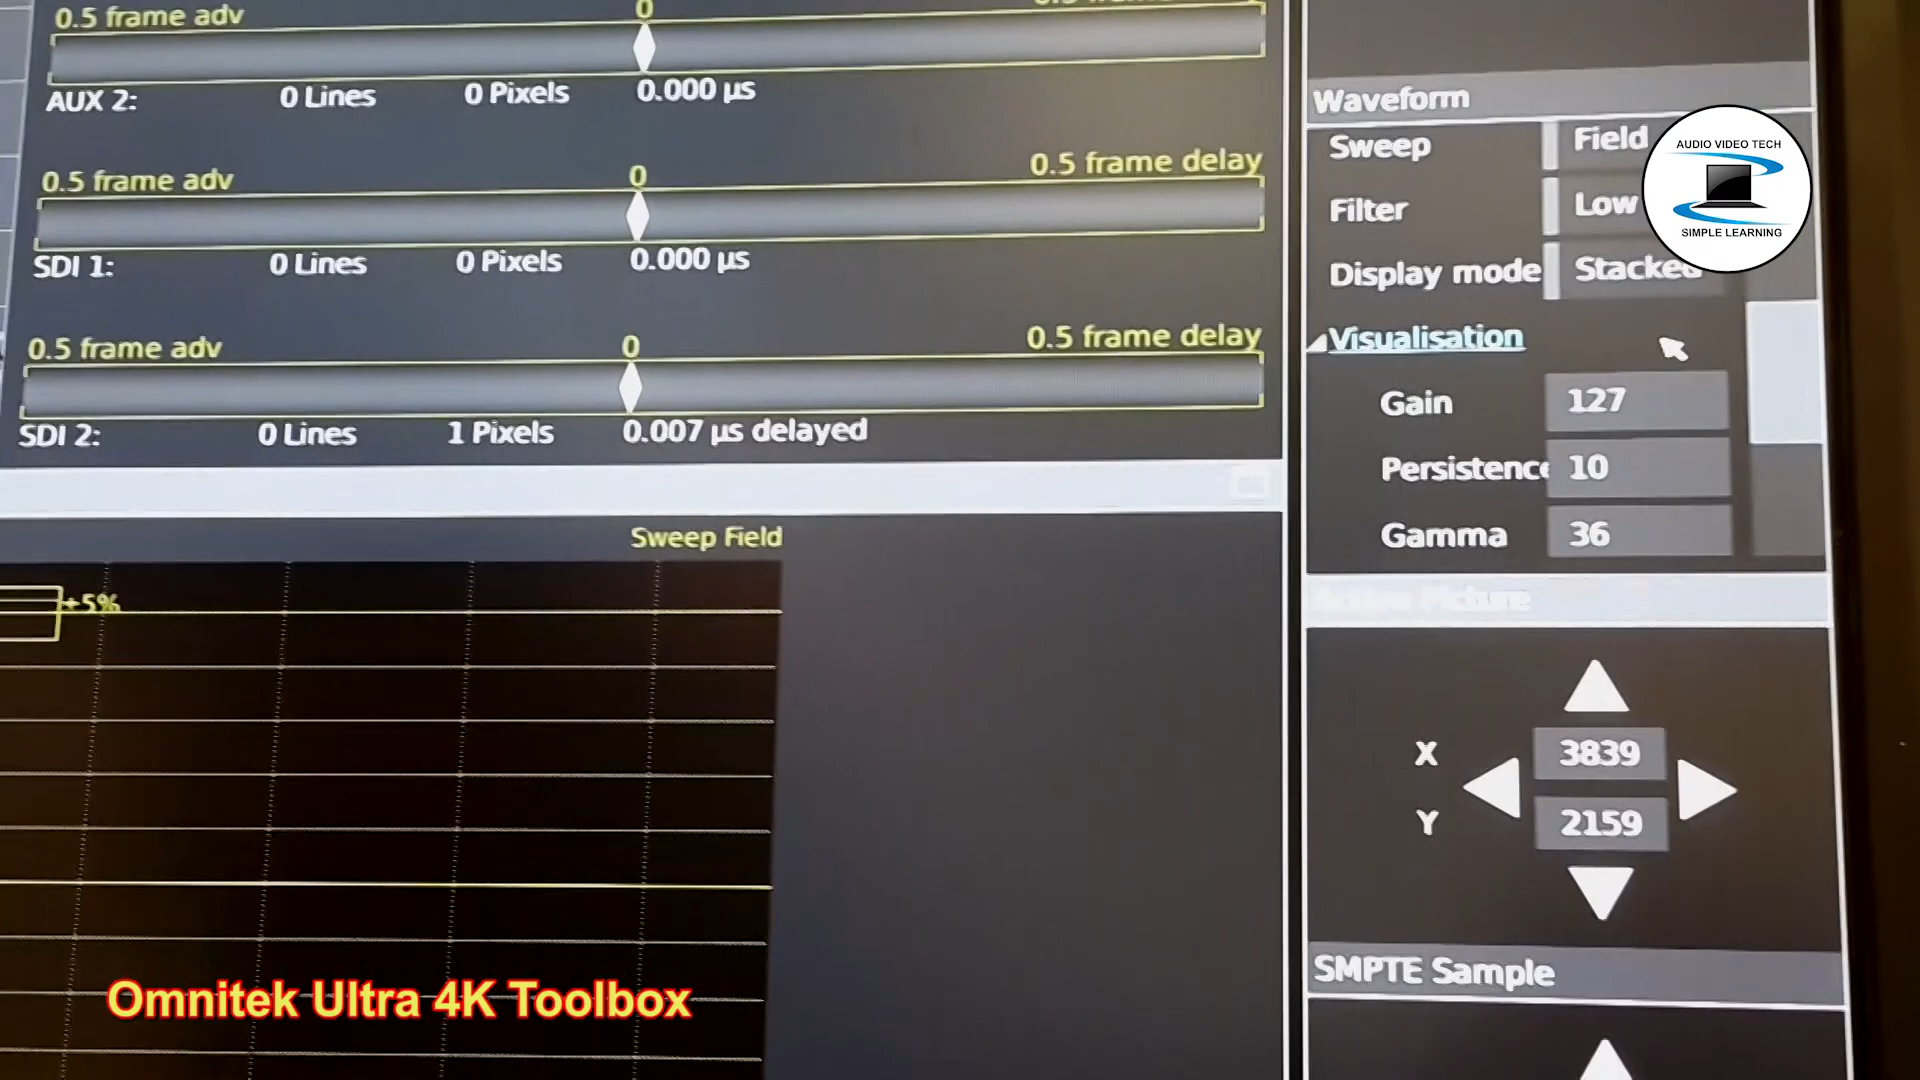 0.5 frame adv
0
AUX 2: 0 Lines 0 Pixels 0.000 µs
0.5 frame adv 0 0.5 frame delay
SDI 1: 0 Lines 0 Pixels 0.000 µs
0.5 frame adv 0 0.5 frame delay
SDI 2: 0 Lines 1 Pixels 0.007 µs delayed
Sweep Field
+5%
Omnitek Ultra 4K Toolbox
Waveform
Sweep Field
Filter Low
Display mode Stacked
Visualisation
Gain 127
Persistence 10
Gamma 36
Active Picture
X 3839
Y 2159
SMPTE Sample
AUDIO VIDEO TECH
SIMPLE LEARNING